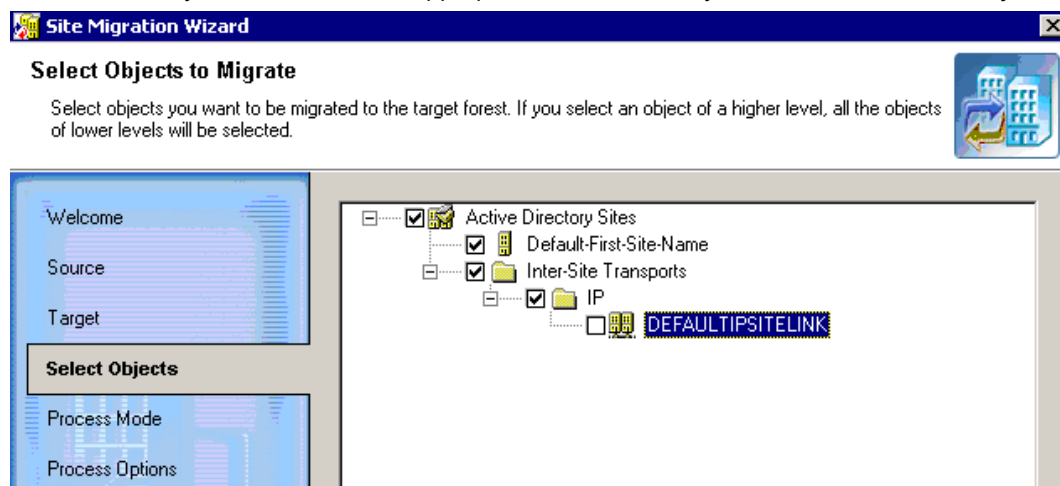 Site Migration Wizard
Select Objects to Migrate
Select objects you want to be migrated to the target forest. If you select an object of a higher level, all the objects
of lower levels will be selected.
Welcome
Source
Target
Select Objects
Process Mode
Process Options
Active Directory Sites
Default-First-Site-Name
Inter-Site Transports
IP
DEFAULTIPSITELINK